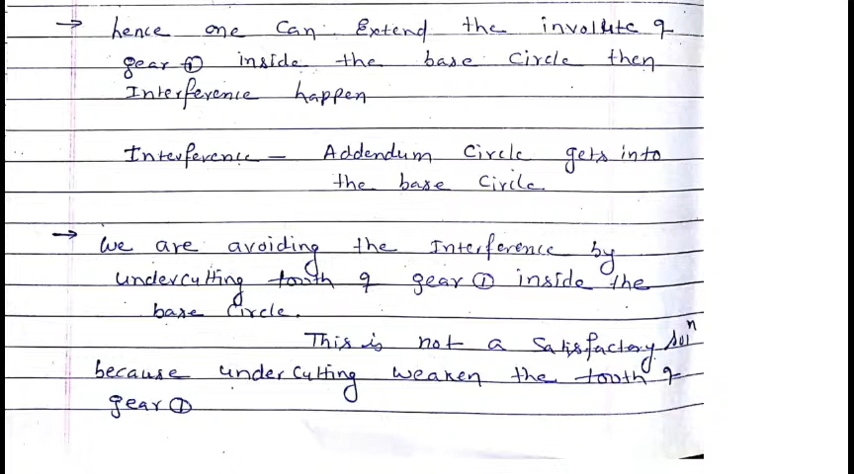 → hence one can Extend the involute of
gear ① inside the base circle then
Interference happen
Interference — Addendum circle gets into
the base circle
→ we are avoiding the Interference by
undercutting tooth of gear ① inside the
base circle.
This is not a satisfactory solⁿ
because undercutting weaken the tooth of
gear ①